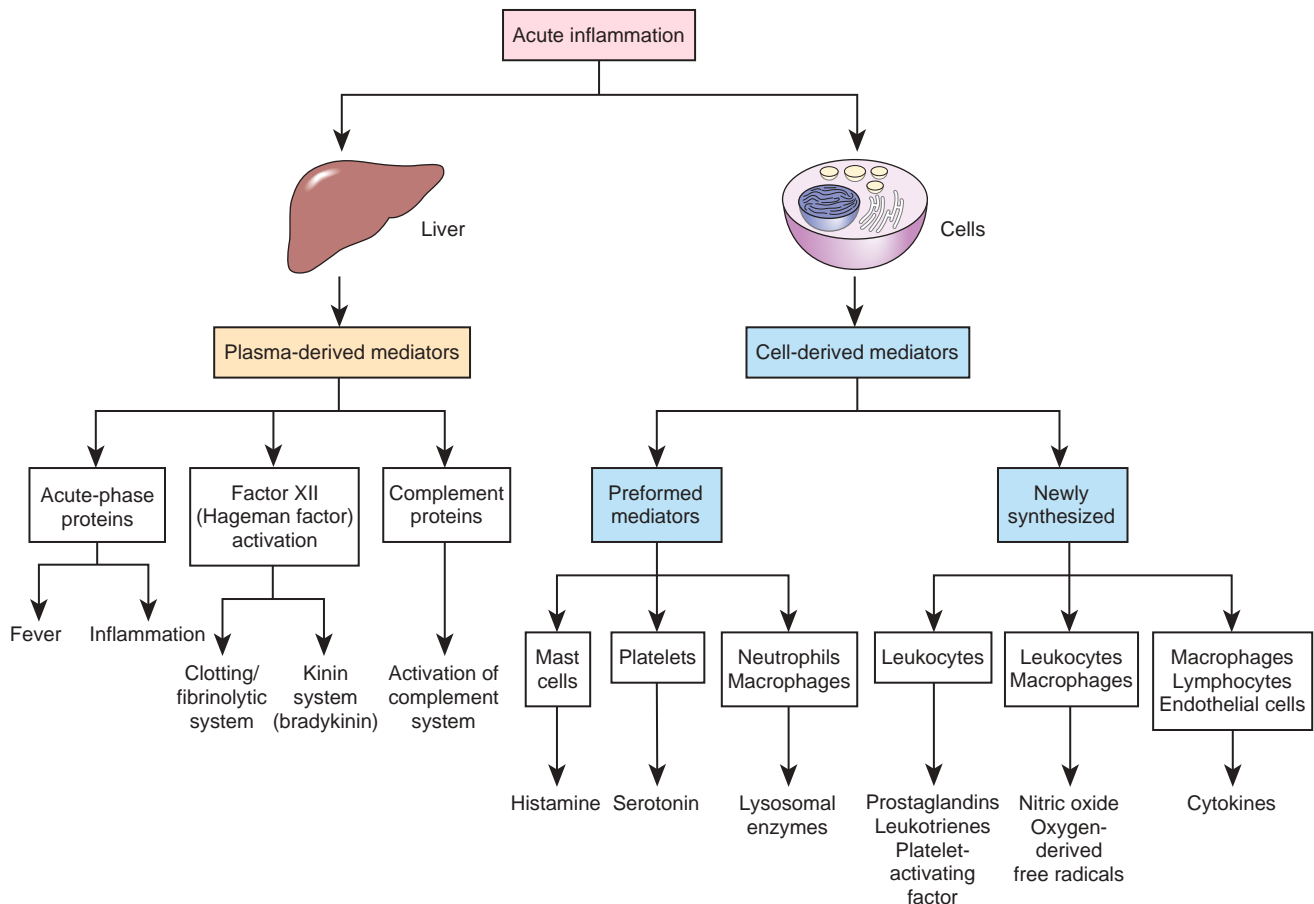 Acute inflammation
Liver
Cells
Plasma-derived mediators
Cell-derived mediators
Acute-phase
proteins
Factor XII
(Hageman factor)
activation
Complement
proteins
Preformed
mediators
Newly
synthesized
Fever
Inflammation
Clotting/
fibrinolytic
system
Kinin
system
(bradykinin)
Activation of
complement
system
Mast
cells
Platelets
Neutrophils
Macrophages
Leukocytes
Leukocytes
Macrophages
Macrophages
Lymphocytes
Endothelial cells
Histamine
Serotonin
Lysosomal
enzymes
Prostaglandins
Leukotrienes
Platelet-
activating
factor
Nitric oxide
Oxygen-
derived
free radicals
Cytokines